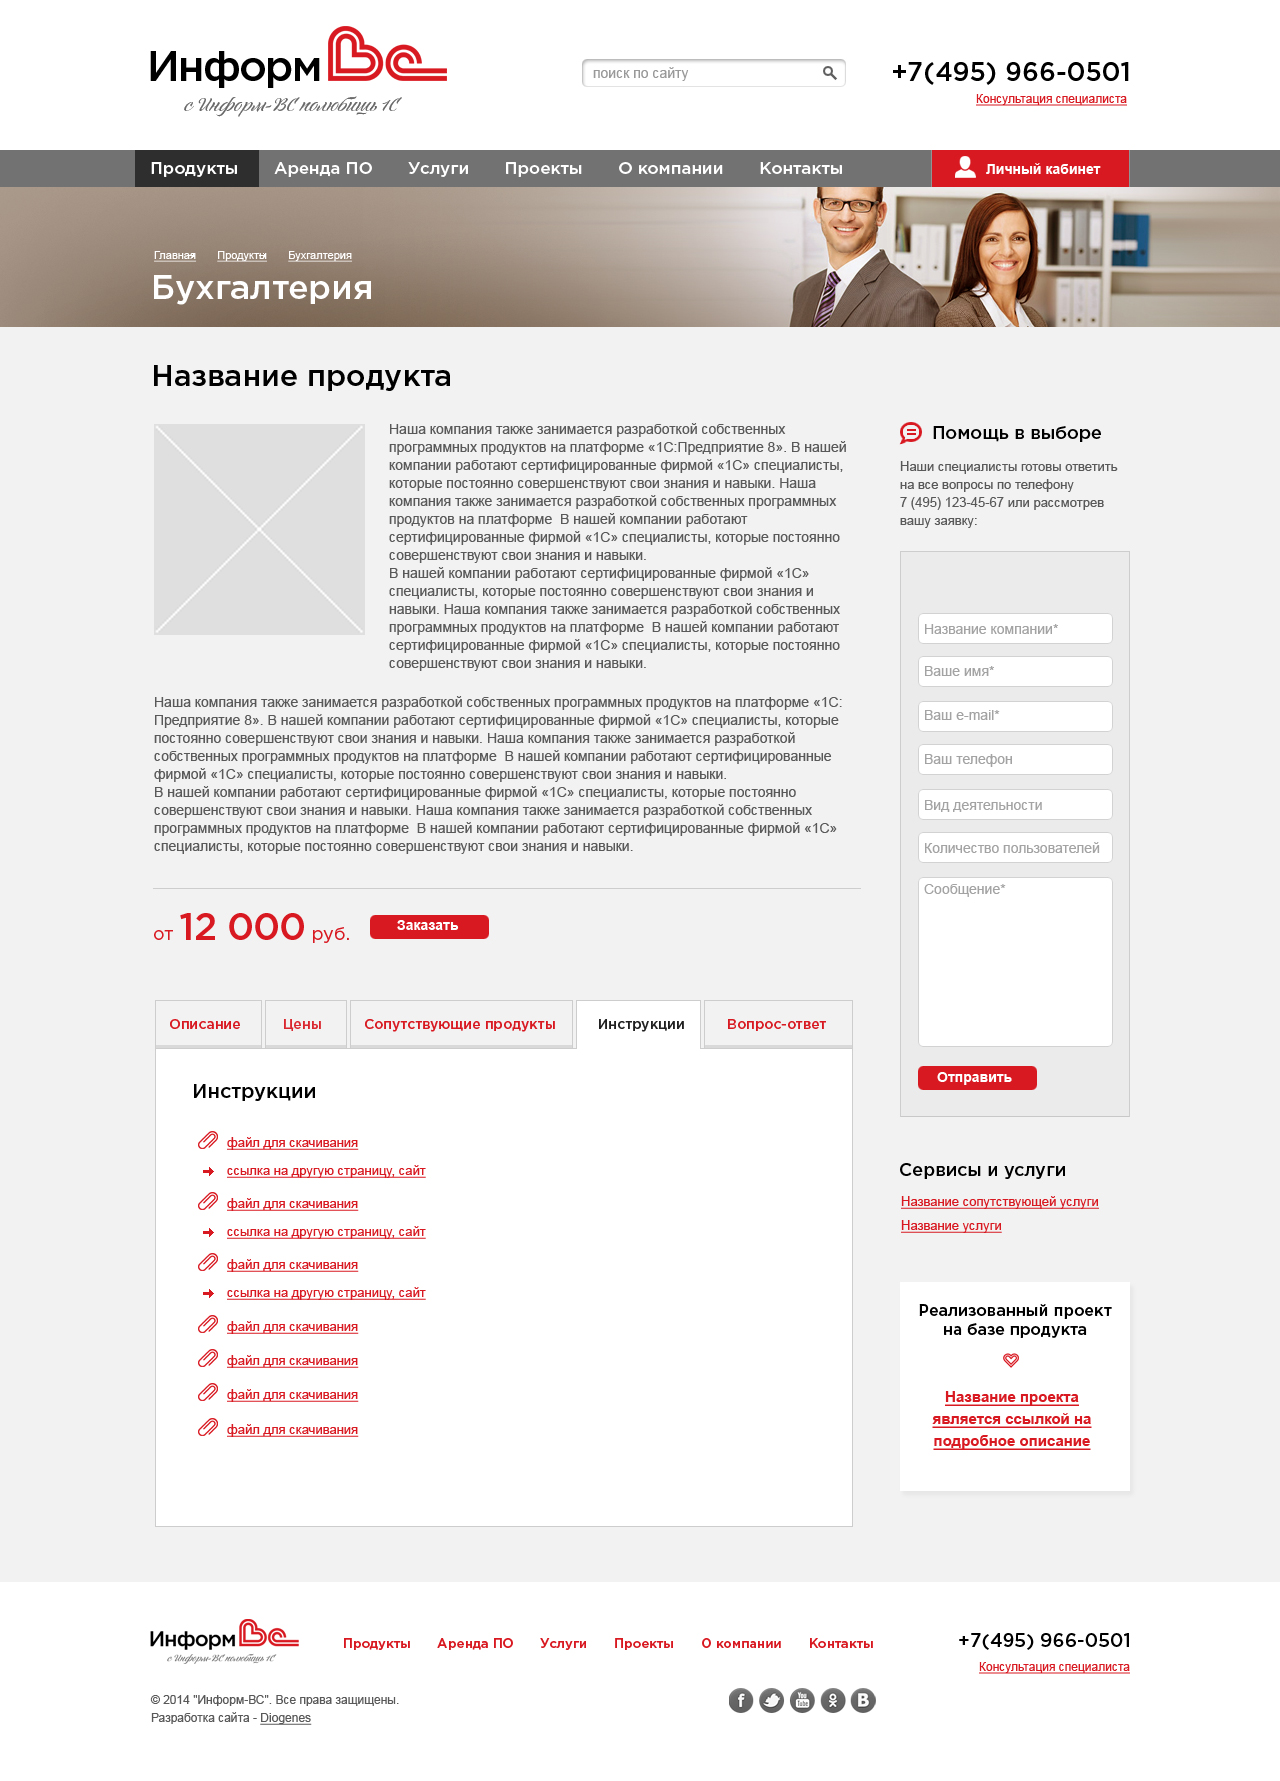 ИнформВС
с Информ-ВС полюбишь 1С
поиск по сайту
+7(495) 966-0501
Консультация специалиста
Продукты Аренда ПО Услуги Проекты О компании Контакты Личный кабинет
Главная Продукты Бухгалтерия
Бухгалтерия
Название продукта
Наша компания также занимается разработкой собственных
программных продуктов на платформе «1С:Предприятие 8». В нашей
компании работают сертифицированные фирмой «1С» специалисты,
которые постоянно совершенствуют свои знания и навыки. Наша
компания также занимается разработкой собственных программных
продуктов на платформе  В нашей компании работают
сертифицированные фирмой «1С» специалисты, которые постоянно
совершенствуют свои знания и навыки.
В нашей компании работают сертифицированные фирмой «1С»
специалисты, которые постоянно совершенствуют свои знания и
навыки. Наша компания также занимается разработкой собственных
программных продуктов на платформе  В нашей компании работают
сертифицированные фирмой «1С» специалисты, которые постоянно
совершенствуют свои знания и навыки.
Наша компания также занимается разработкой собственных программных продуктов на платформе «1С:
Предприятие 8». В нашей компании работают сертифицированные фирмой «1С» специалисты, которые
постоянно совершенствуют свои знания и навыки. Наша компания также занимается разработкой
собственных программных продуктов на платформе  В нашей компании работают сертифицированные
фирмой «1С» специалисты, которые постоянно совершенствуют свои знания и навыки.
В нашей компании работают сертифицированные фирмой «1С» специалисты, которые постоянно
совершенствуют свои знания и навыки. Наша компания также занимается разработкой собственных
программных продуктов на платформе  В нашей компании работают сертифицированные фирмой «1С»
специалисты, которые постоянно совершенствуют свои знания и навыки.
от 12 000 руб. Заказать
Описание Цены Сопутствующие продукты Инструкции Вопрос-ответ
Инструкции
файл для скачивания
ссылка на другую страницу, сайт
файл для скачивания
ссылка на другую страницу, сайт
файл для скачивания
ссылка на другую страницу, сайт
файл для скачивания
файл для скачивания
файл для скачивания
файл для скачивания
Помощь в выборе
Наши специалисты готовы ответить
на все вопросы по телефону
7 (495) 123-45-67 или рассмотрев
вашу заявку:
Название компании*
Ваше имя*
Ваш e-mail*
Ваш телефон
Вид деятельности
Количество пользователей
Сообщение*
Отправить
Сервисы и услуги
Название сопутствующей услуги
Название услуги
Реализованный проект
на базе продукта
Название проекта
является ссылкой на
подробное описание
ИнформВС
с Информ-ВС полюбишь 1С
Продукты Аренда ПО Услуги Проекты О компании Контакты
+7(495) 966-0501
Консультация специалиста
© 2014 "Информ-ВС". Все права защищены.
Разработка сайта - Diogenes
f You Tube B